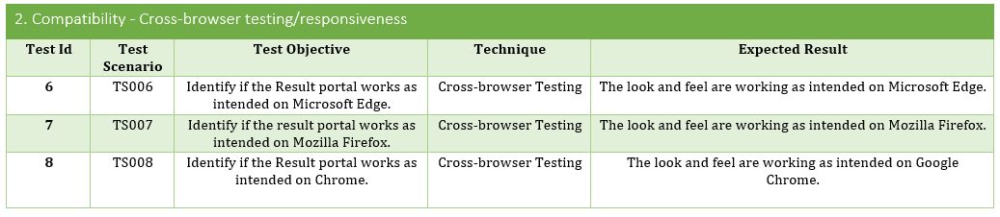 2. Compatibility - Cross-browser testing/responsiveness
Test Id Test Scenario Test Objective Technique Expected Result
6 TS006 Identify if the Result portal works as intended on Microsoft Edge. Cross-browser Testing The look and feel are working as intended on Microsoft Edge.
7 TS007 Identify if the result portal works as intended on Mozilla Firefox. Cross-browser Testing The look and feel are working as intended on Mozilla Firefox.
8 TS008 Identify if the Result portal works as intended on Chrome. Cross-browser Testing The look and feel are working as intended on Google Chrome.